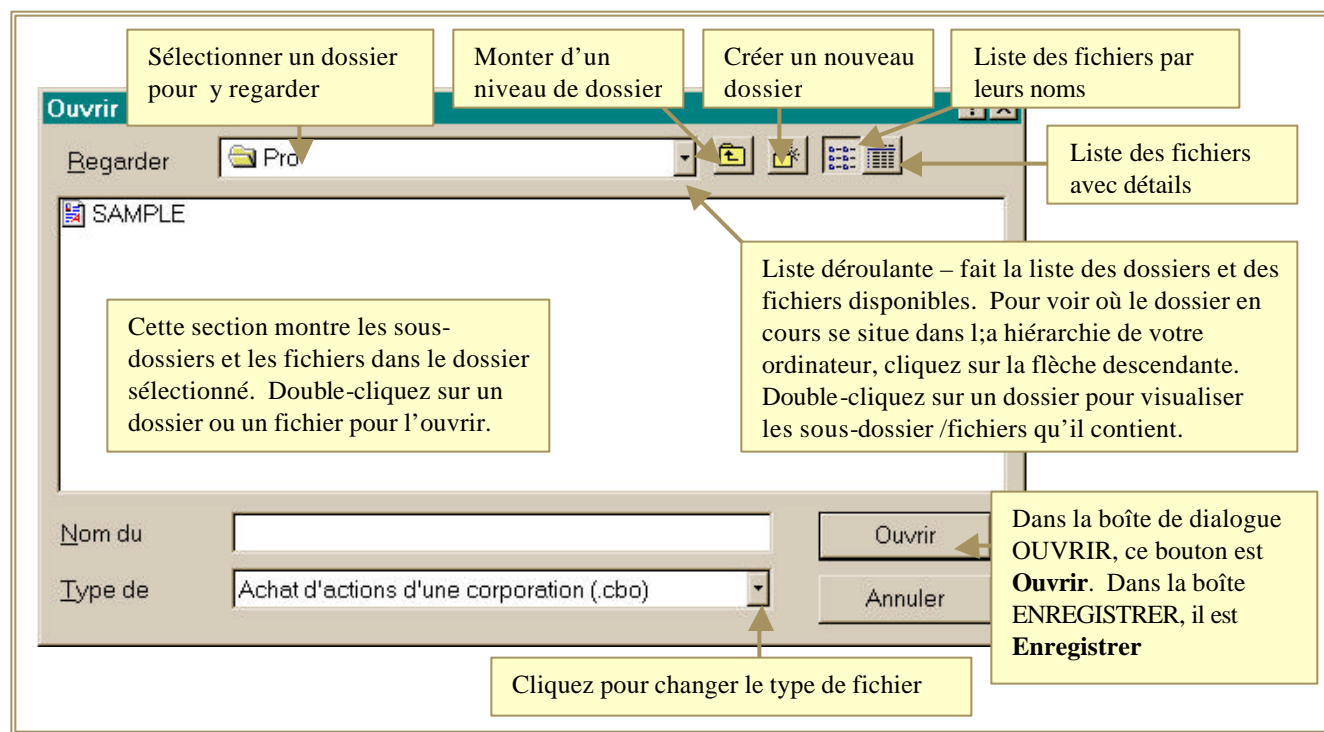 Sélectionner un dossier
pour y regarder
Monter d'un
niveau de dossier
Créer un nouveau
dossier
Liste des fichiers par
leurs noms
Ouvrir
Regarder
Pro
Liste des fichiers
avec détails
SAMPLE
Liste déroulante – fait la liste des dossiers et des
fichiers disponibles. Pour voir où le dossier en
cours se situe dans l;a hiérarchie de votre
ordinateur, cliquez sur la flèche descendante.
Double-cliquez sur un dossier pour visualiser
les sous-dossier /fichiers qu'il contient.
Cette section montre les sous-
dossiers et les fichiers dans le dossier
sélectionné. Double-cliquez sur un
dossier ou un fichier pour l'ouvrir.
Nom du
Ouvrir
Type de
Achat d'actions d'une corporation (.cbo)
Annuler
Dans la boîte de dialogue
OUVRIR, ce bouton est
Ouvrir. Dans la boîte
ENREGISTRER, il est
Enregistrer
Cliquez pour changer le type de fichier